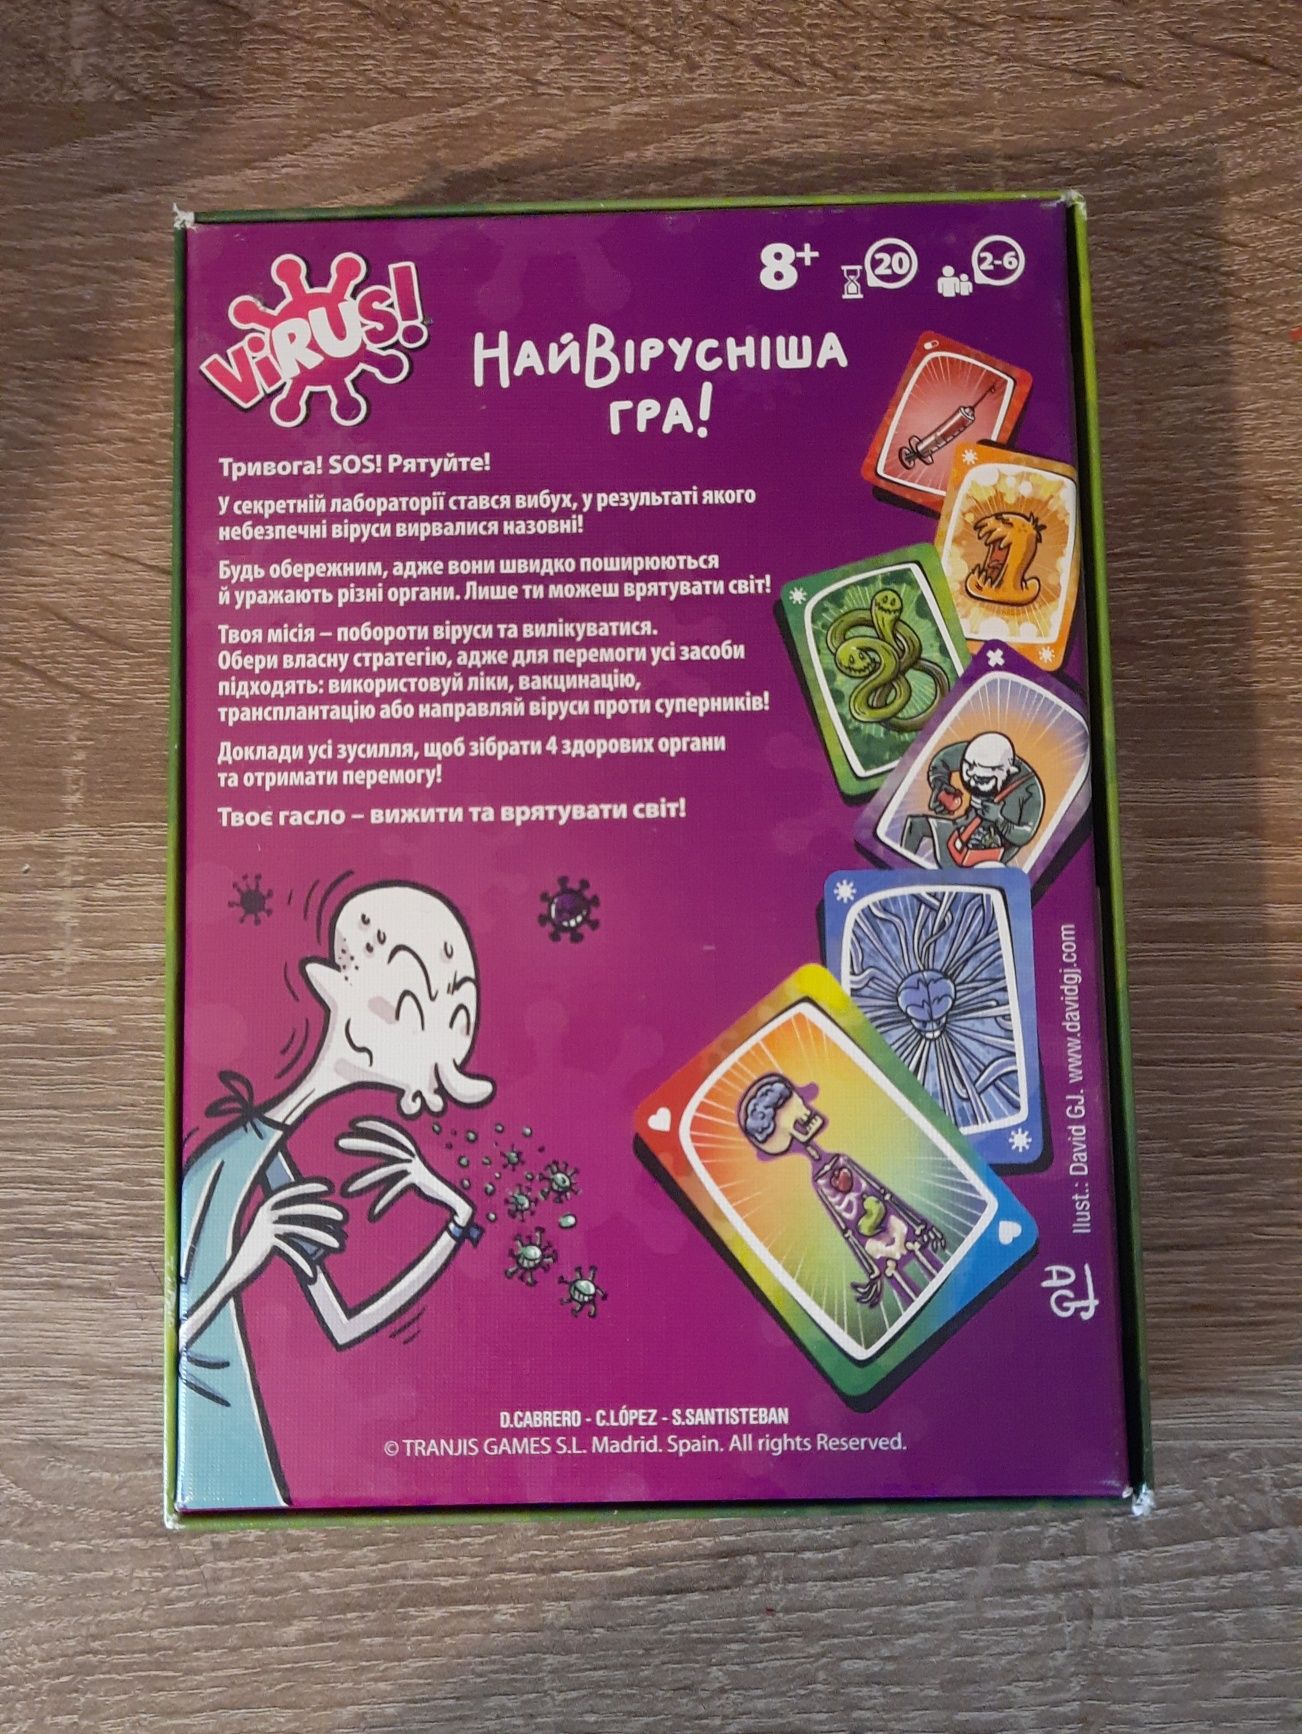 ViRUS!
8+
20
2-6
НайВірусніша
гра!
Тривога! SOS! Рятуйте!
У секретній лабораторії стався вибух, у результаті якого
небезпечні віруси вирвалися назовні!
Будь обережним, адже вони швидко поширюються
й уражають різні органи. Лише ти можеш врятувати світ!
Твоя місія – побороти віруси та вилікуватися.
Обери власну стратегію, адже для перемоги усі засоби
підходять: використовуй ліки, вакцинацію,
трансплантацію або направляй віруси проти суперників!
Доклади усі зусилля, щоб зібрати 4 здорових органи
та отримати перемогу!
Твоє гасло – вижити та врятувати світ!
Ilust.: David GJ. www.davidgj.com
D.CABRERO - C.LÓPEZ - S.SANTISTEBAN
© TRANJIS GAMES S.L. Madrid. Spain. All rights Reserved.